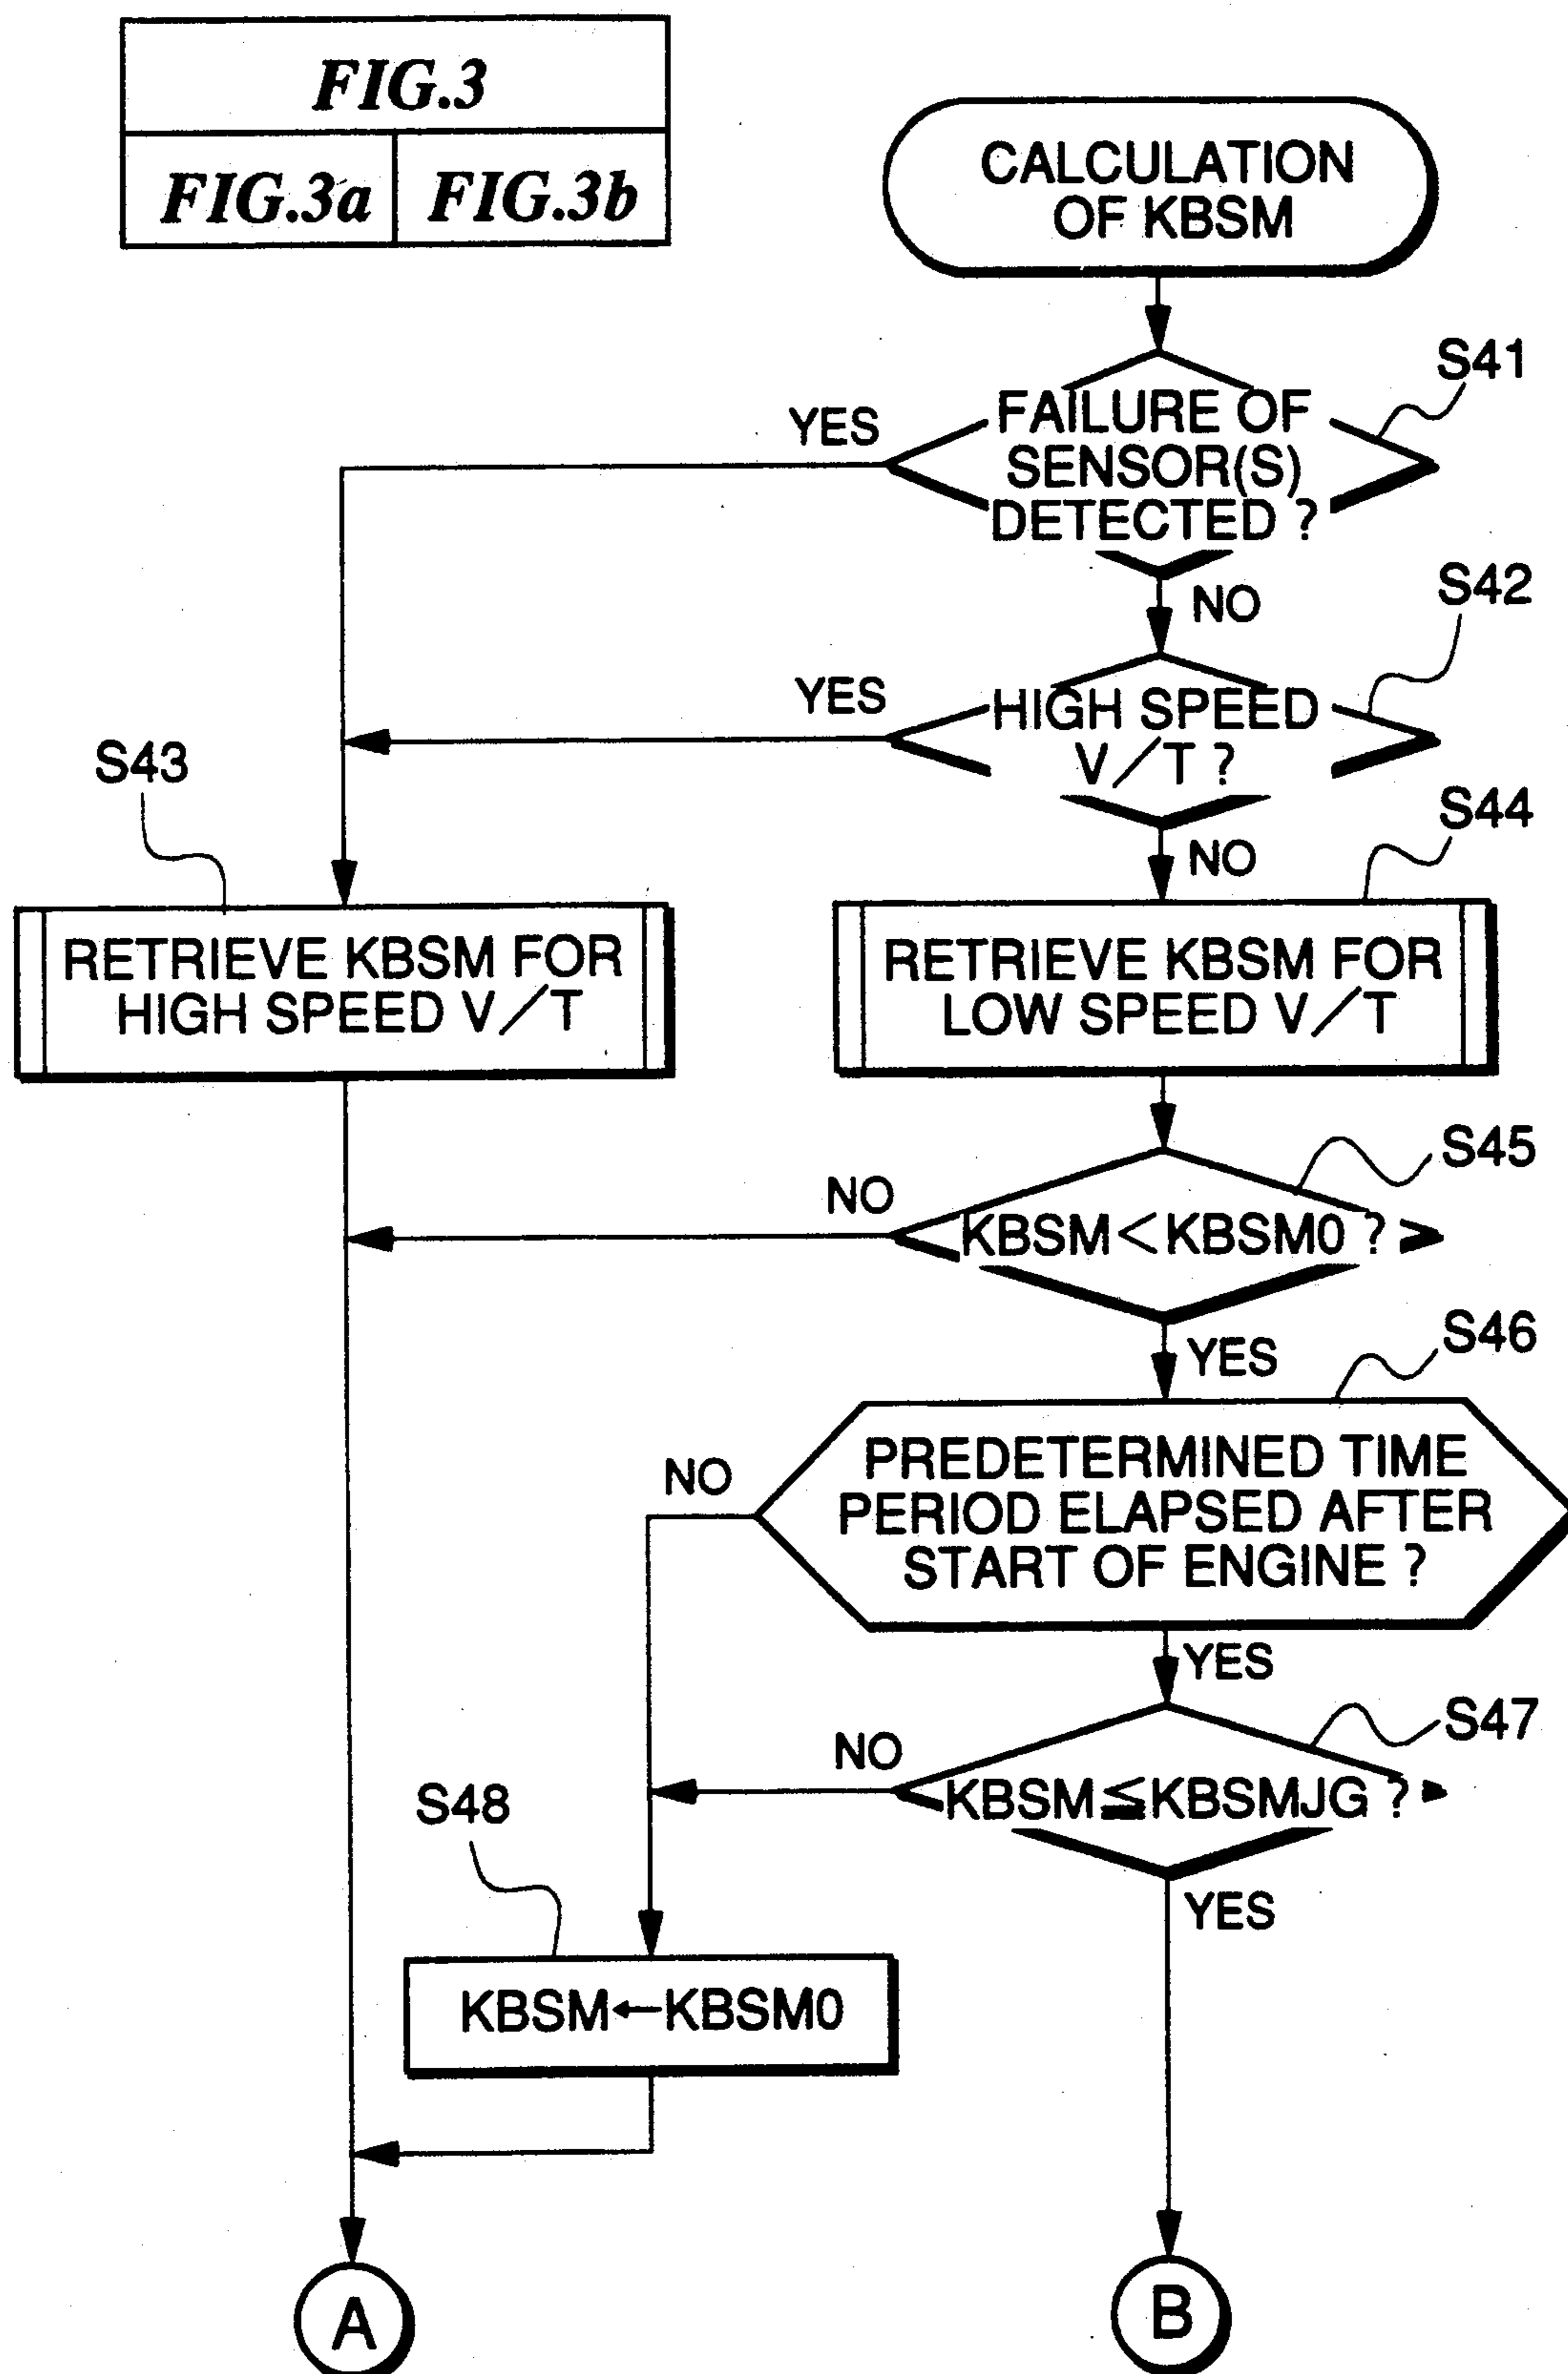 FIG.3
FIG.3a
FIG.3b
CALCULATION
OF KBSM
S41
YES
FAILURE OF
SENSOR(S)
DETECTED ?
NO
S42
YES
HIGH SPEED
V/T ?
S43
NO
S44
RETRIEVE KBSM FOR
HIGH SPEED V/T
RETRIEVE KBSM FOR
LOW SPEED V/T
S45
NO
KBSM<KBSM0 ?
YES
S46
NO
PREDETERMINED TIME
PERIOD ELAPSED AFTER
START OF ENGINE ?
YES
S47
NO
KBSM≦KBSMJG ?
S48
YES
KBSM←KBSM0
A
B